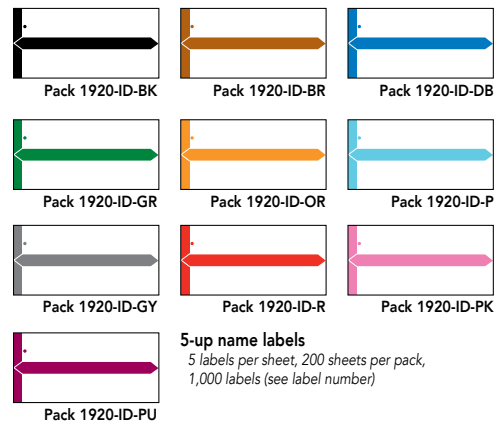 Pack 1920-ID-BK
Pack 1920-ID-BR
Pack 1920-ID-DB
Pack 1920-ID-GR
Pack 1920-ID-OR
Pack 1920-ID-P
Pack 1920-ID-GY
Pack 1920-ID-R
Pack 1920-ID-PK
Pack 1920-ID-PU
5-up name labels
5 labels per sheet, 200 sheets per pack,
1,000 labels (see label number)